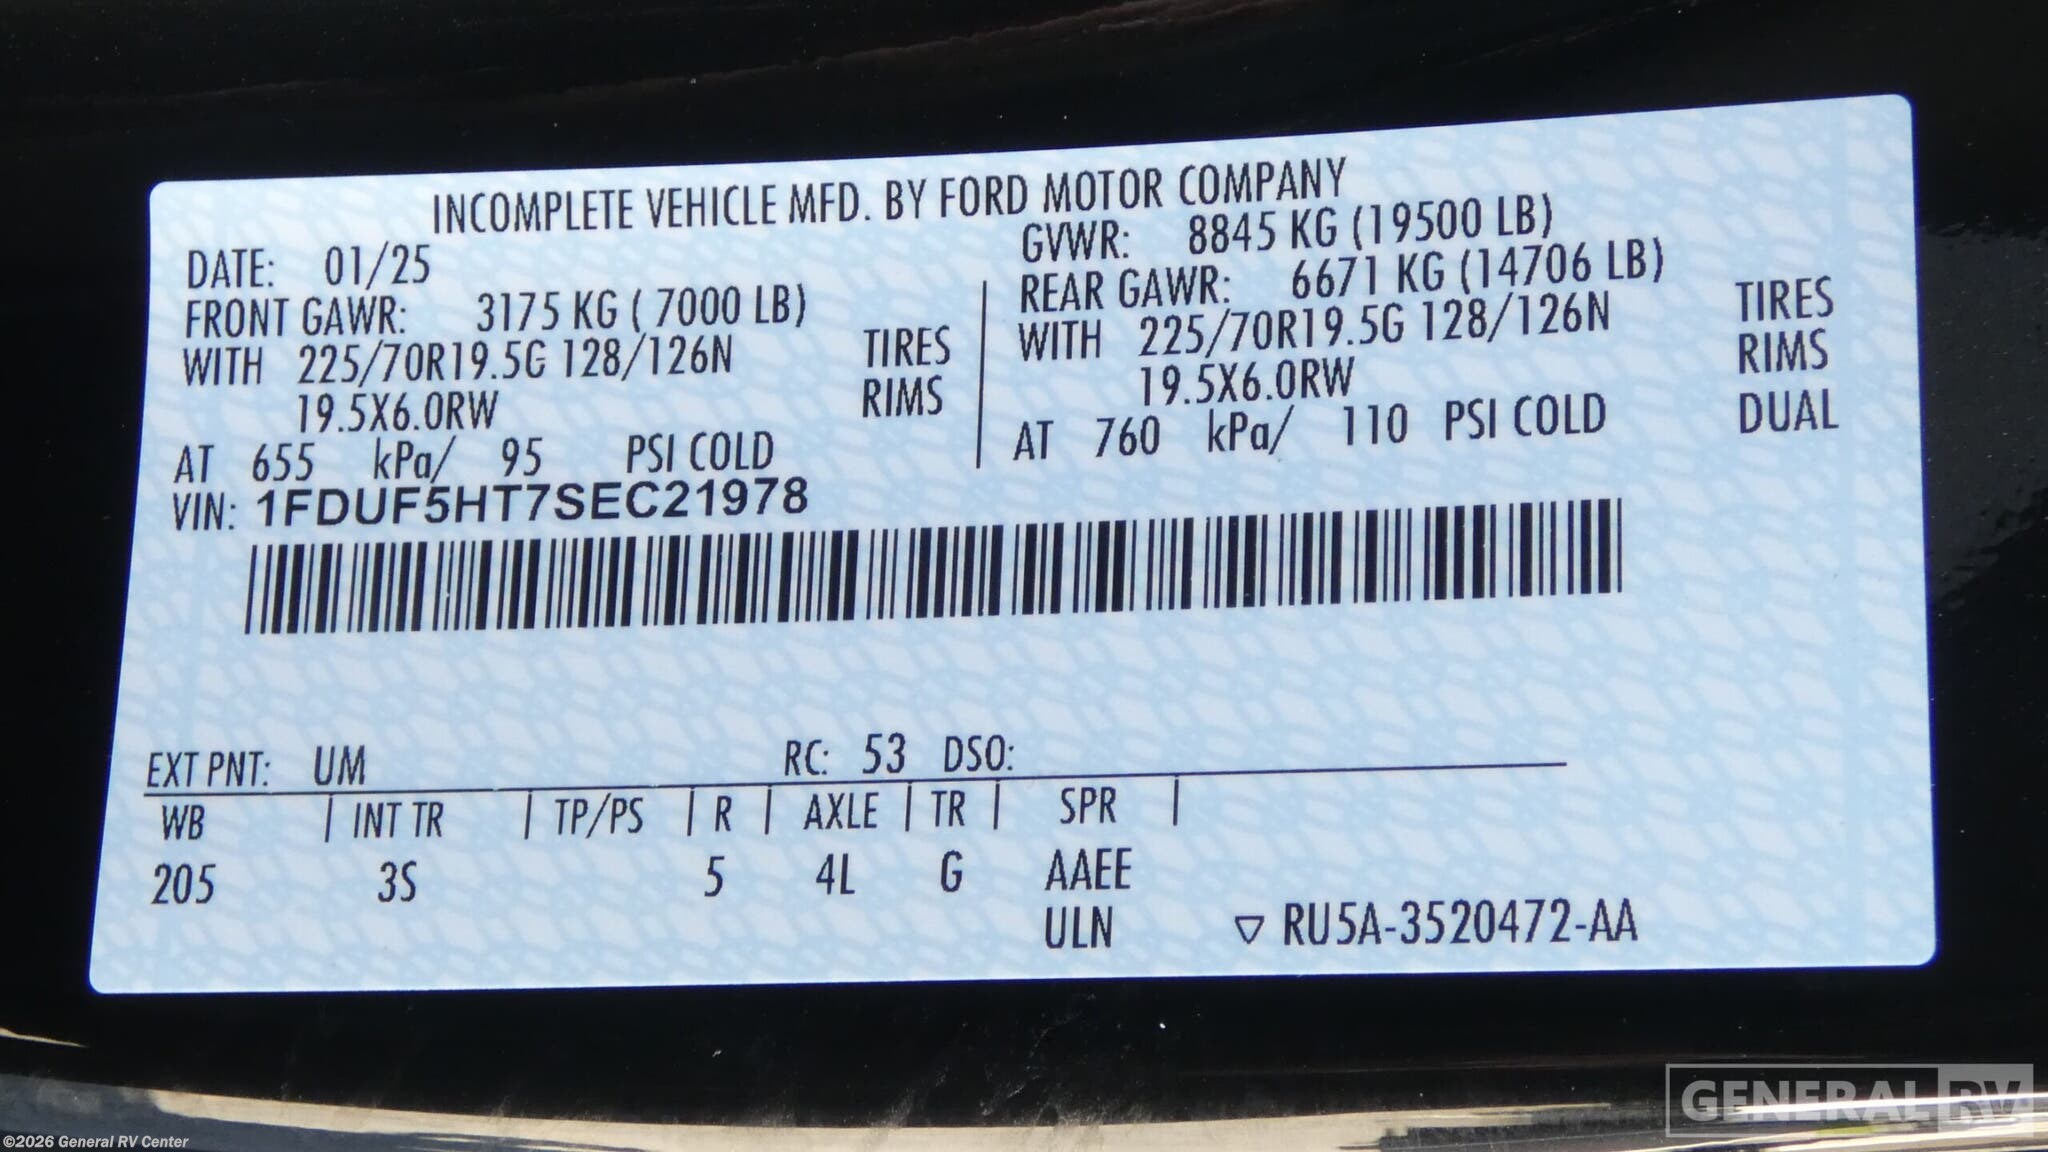 INCOMPLETE VEHICLE MFD. BY FORD MOTOR COMPANY
DATE: 01/25
GVWR: 8845 KG (19500 LB)
FRONT GAWR: 3175 KG ( 7000 LB)
REAR GAWR: 6671 KG (14706 LB)
WITH 225/70R19.5G 128/126N TIRES
WITH 225/70R19.5G 128/126N TIRES
19.5X6.0RW RIMS
19.5X6.0RW RIMS
AT 655 kPa/ 95 PSI COLD
AT 760 kPa/ 110 PSI COLD DUAL
VIN: 1FDUF5HT7SEC21978
EXT PNT: UM RC: 53 DSO:
WB | INT TR | TP/PS | R | AXLE | TR | SPR |
205 3S 5 4L G AAEE
ULN ▽ RU5A-3520472-AA
GENERAL RV
©2026 General RV Center